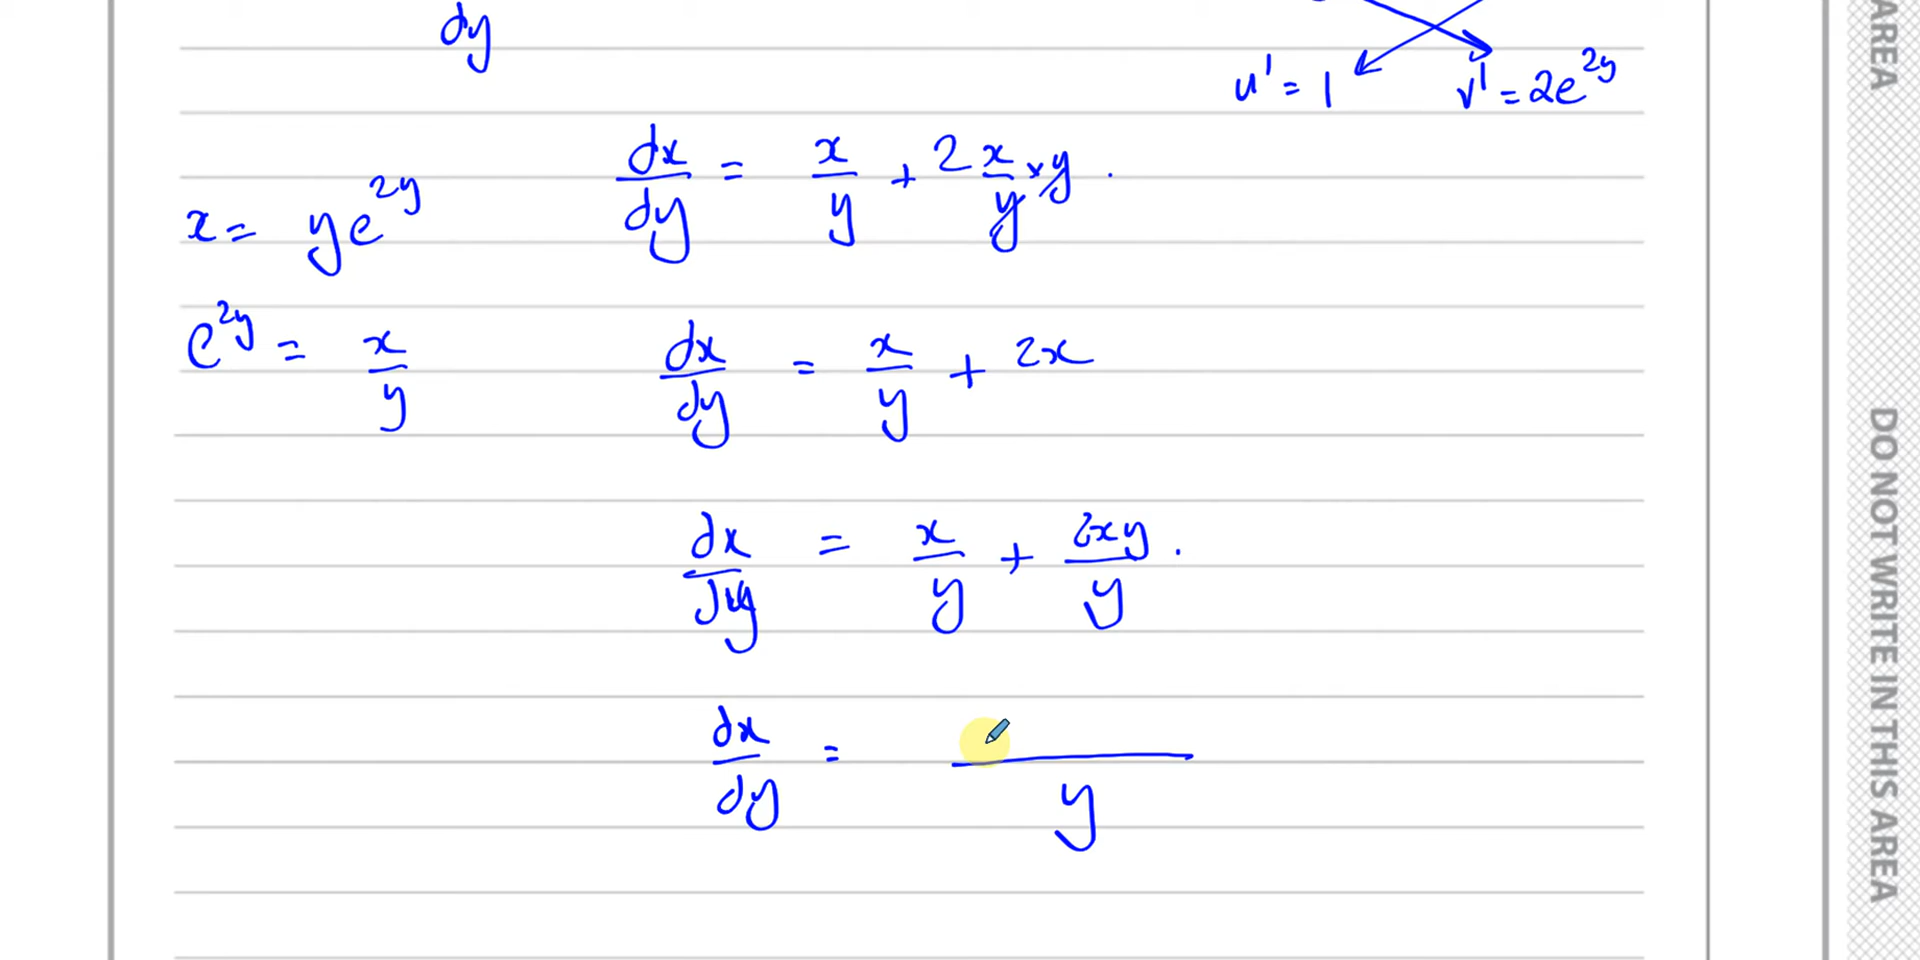 dy
u' = 1 v' = 2e^{2y}
dx/dy = x/y + 2 x/y × y .
x = ye^{2y}
e^{2y} = x/y dx/dy = x/y + 2x
dx/dy = x/y + 2xy/y .
dx/dy = /y
AREA
DO NOT WRITE IN THIS AREA